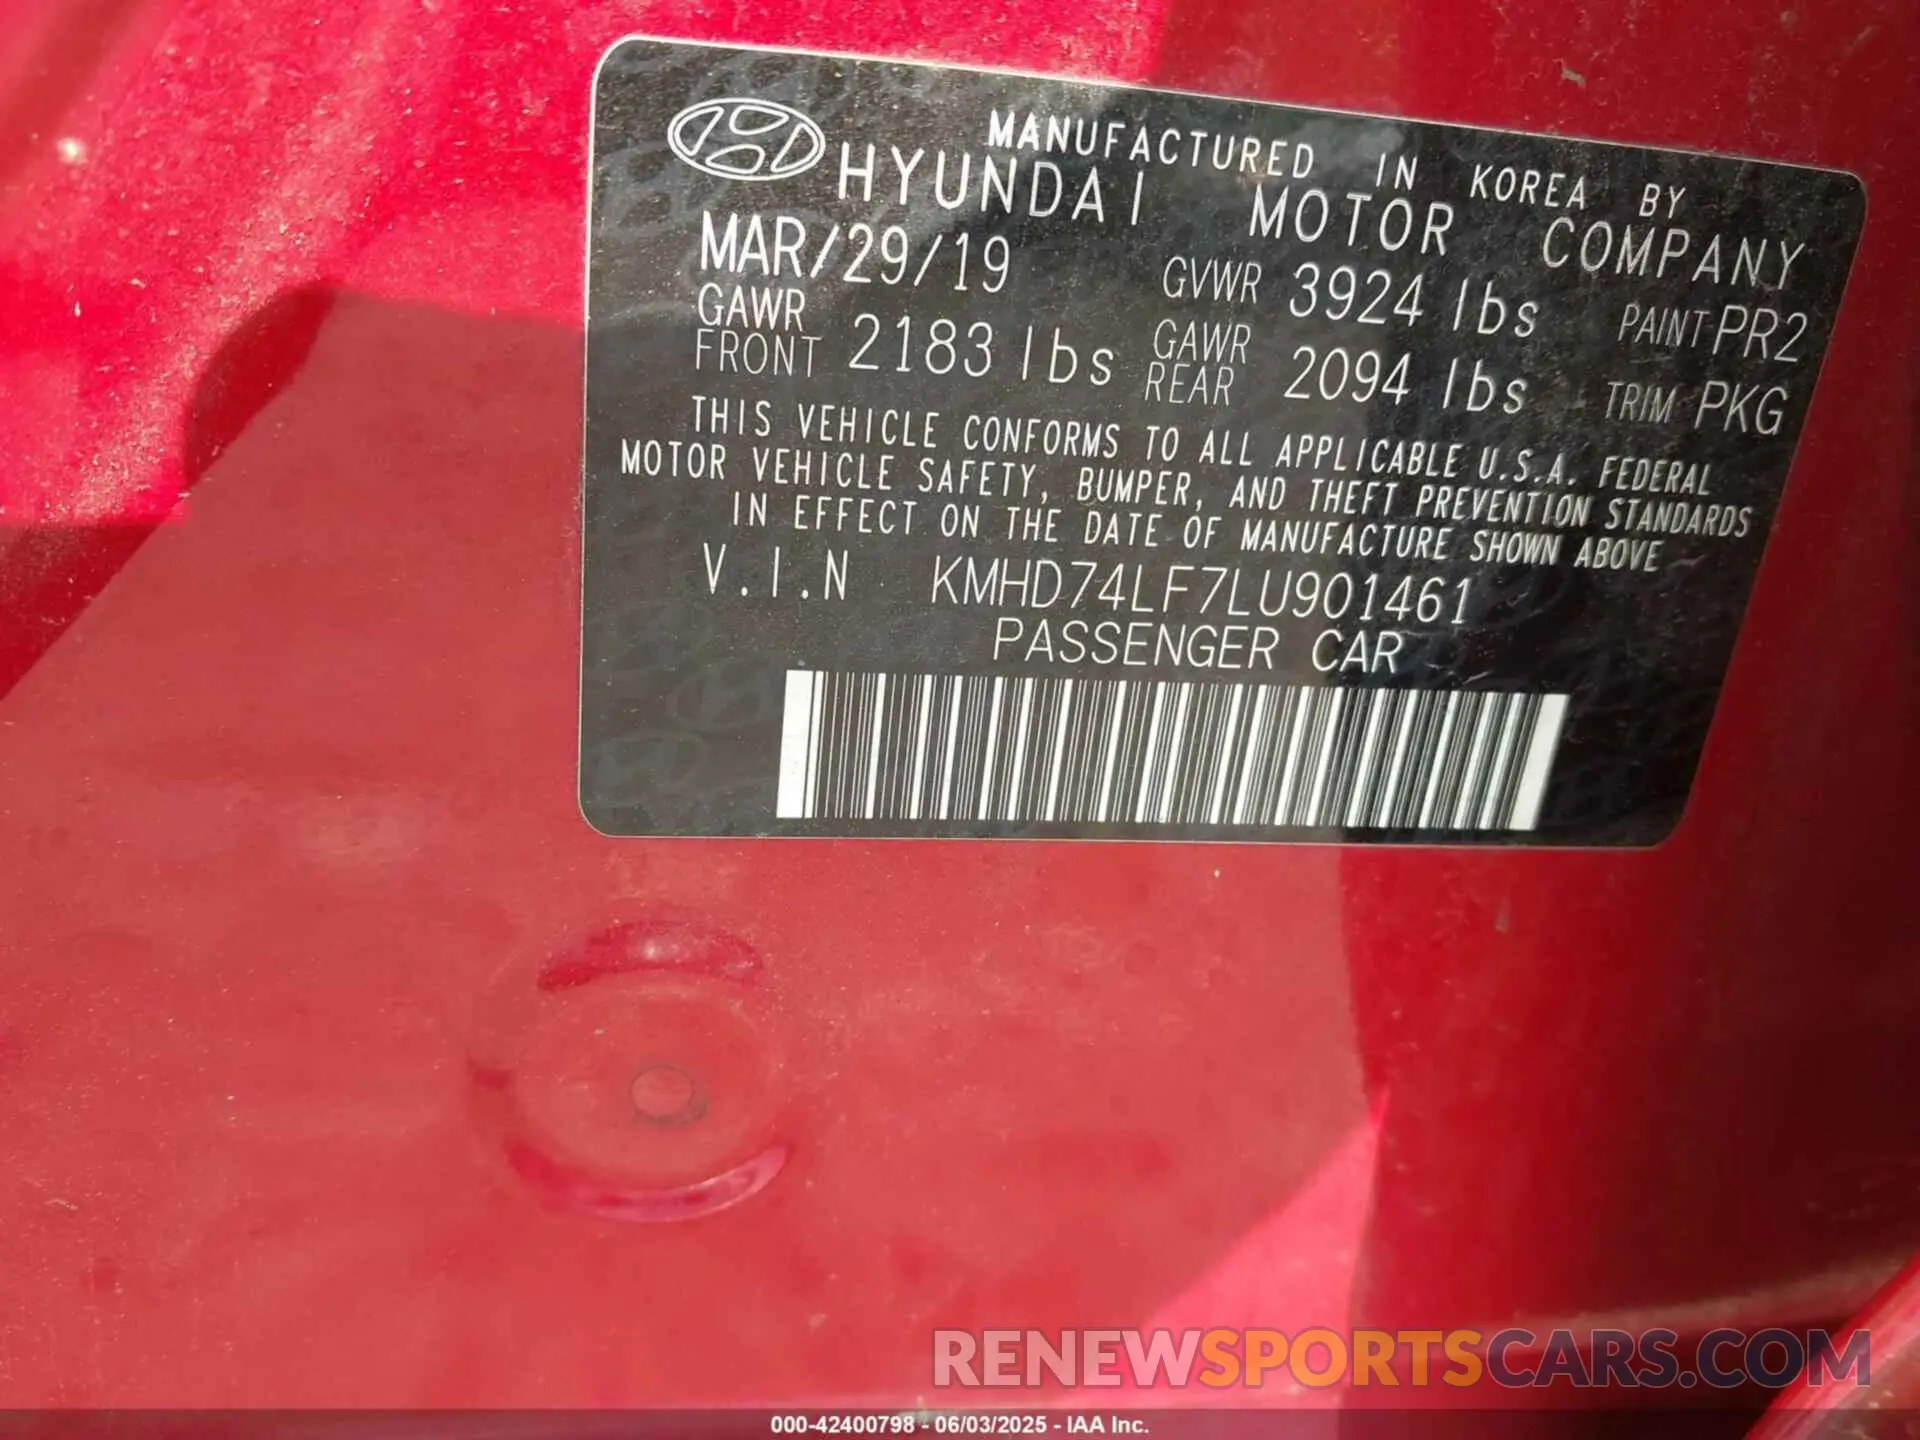 MANUFACTURED IN KOREA BY
HYUNDAI MOTOR COMPANY
MAR/29/19 GVWR 3924 lbs PAINT PR2
GAWR FRONT 2183 lbs GAWR REAR 2094 lbs TRIM PKG
THIS VEHICLE CONFORMS TO ALL APPLICABLE U.S.A. FEDERAL
MOTOR VEHICLE SAFETY, BUMPER, AND THEFT PREVENTION STANDARDS
IN EFFECT ON THE DATE OF MANUFACTURE SHOWN ABOVE
V.I.N KMHD74LF7LU901461
PASSENGER CAR
RENEWSPORTSCARS.COM
000-42400798 - 06/03/2025 - IAA Inc.